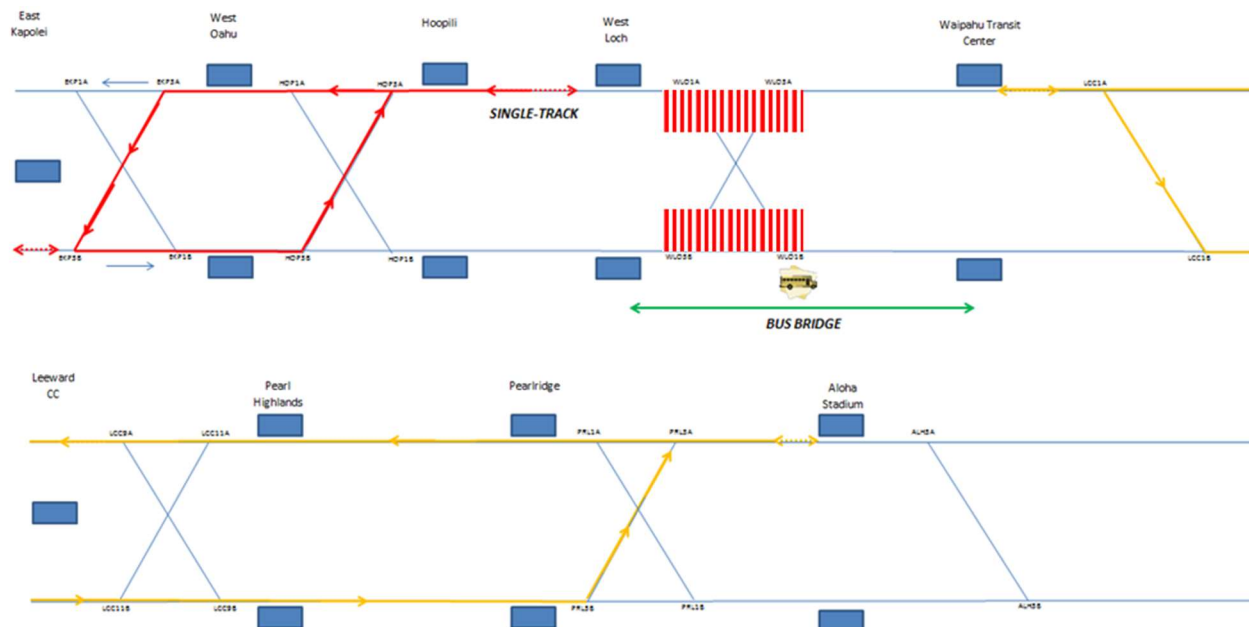 East
Kapolei
West
Oahu
Hoopili
West
Loch
Waipahu Transit
Center
EKP1A
EKP3A
HOP1A
HOP3A
WLO1A
WLO3A
LCC1A
SINGLE-TRACK
EKP3B
EKP1B
HOP3B
HOP1B
WLO3B
WLO1B
LCC1B
BUS BRIDGE
Leeward
CC
Pearl
Highlands
Pearlridge
Aloha
Stadium
LCC9A
LCC11A
PRL1A
PRL3A
ALH3A
LCC11B
LCC9B
PRL3B
PRL1B
ALH3B